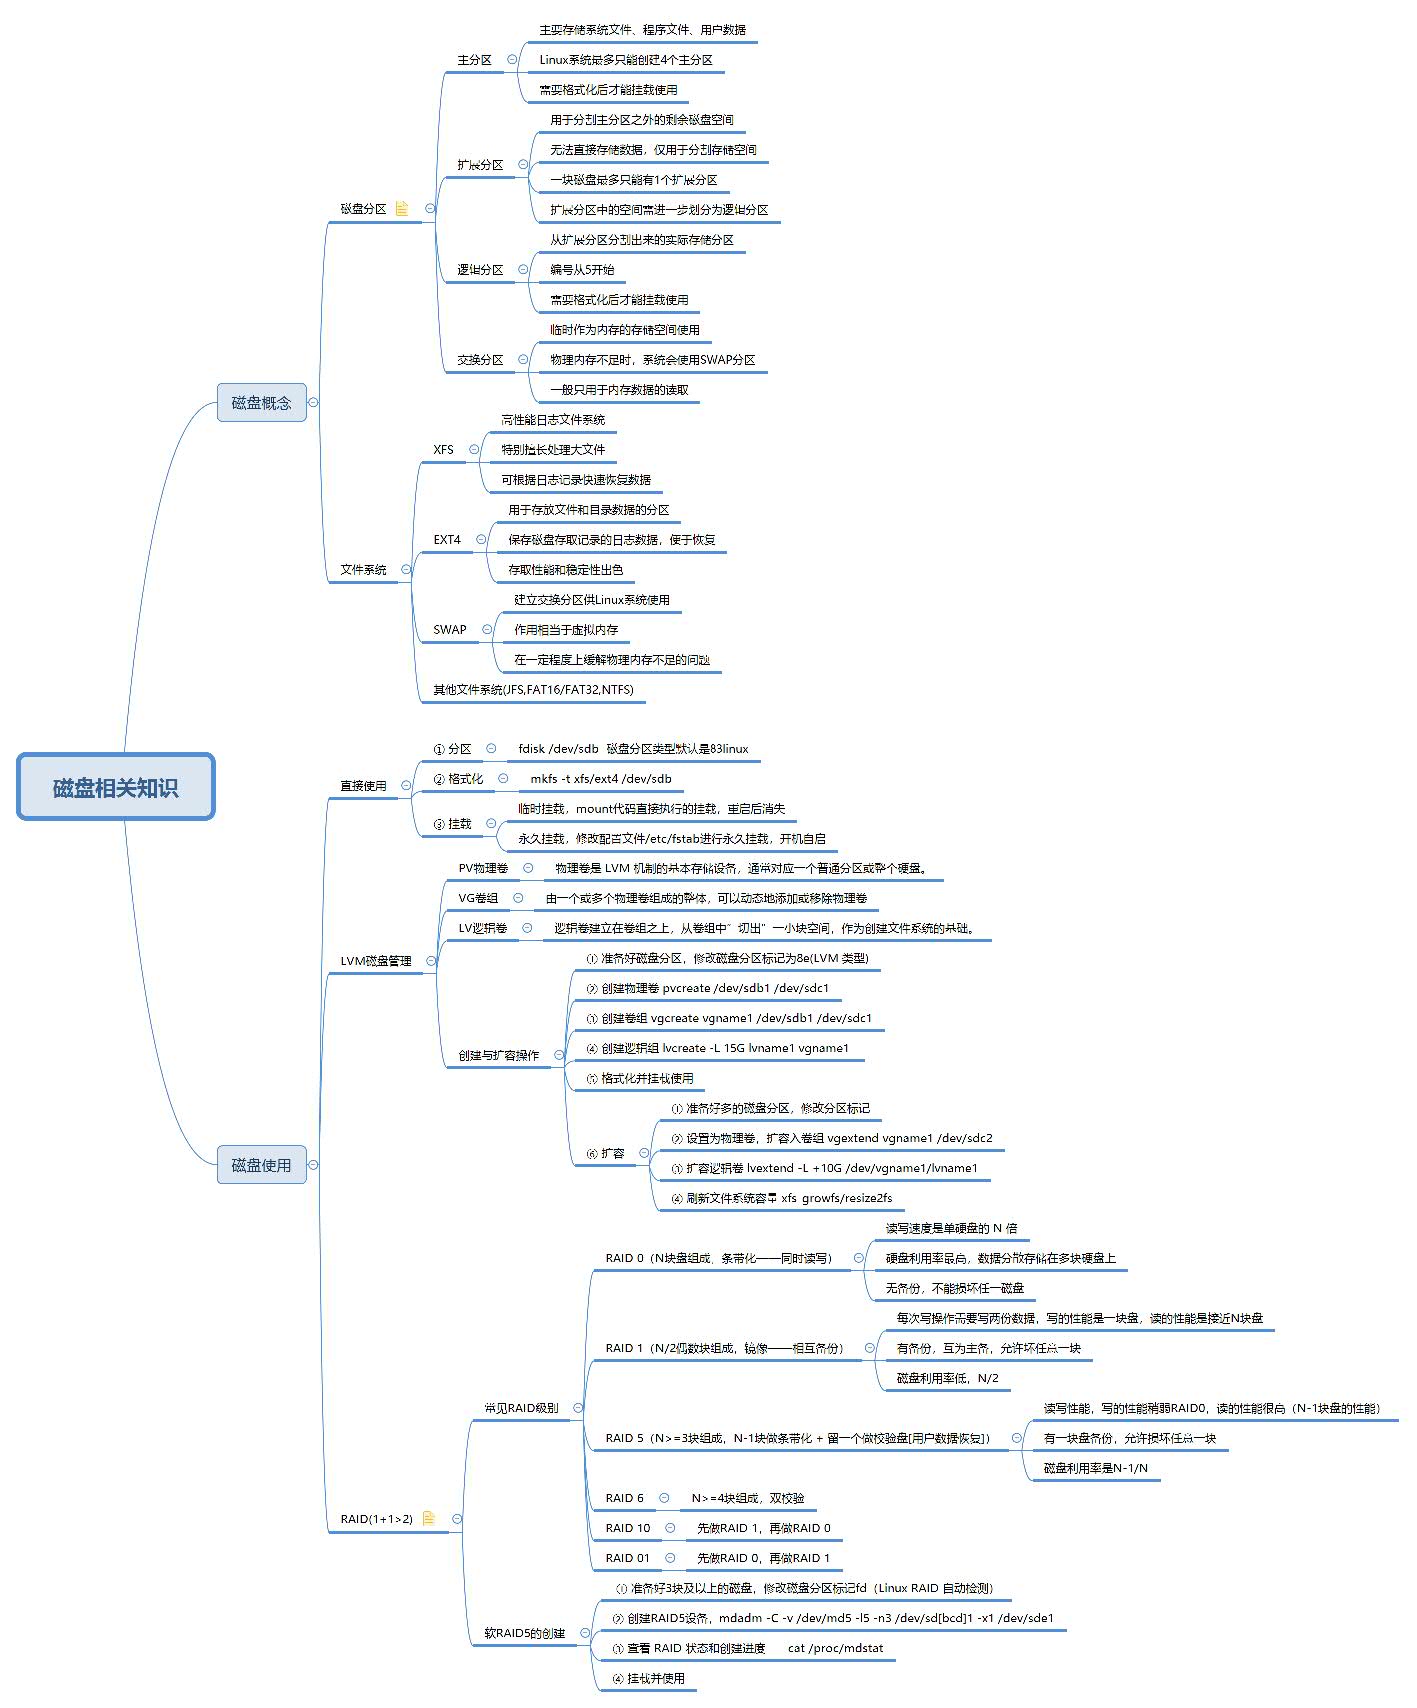 磁盘相关知识
磁盘概念
磁盘分区
主分区
主要存储系统文件、程序文件、用户数据
Linux系统最多只能创建4个主分区
需要格式化后才能挂载使用
扩展分区
用于分割主分区之外的剩余磁盘空间
无法直接存储数据，仅用于分割存储空间
一块磁盘最多只能有1个扩展分区
扩展分区中的空间需进一步划分为逻辑分区
逻辑分区
从扩展分区分割出来的实际存储分区
编号从5开始
需要格式化后才能挂载使用
交换分区
临时作为内存的存储空间使用
物理内存不足时，系统会使用SWAP分区
一般只用于内存数据的读取
文件系统
XFS
高性能日志文件系统
特别擅长处理大文件
可根据日志记录快速恢复数据
EXT4
用于存放文件和目录数据的分区
保存磁盘存取记录的日志数据，便于恢复
存取性能和稳定性出色
SWAP
建立交换分区供Linux系统使用
作用相当于虚拟内存
在一定程度上缓解物理内存不足的问题
其他文件系统(JFS,FAT16/FAT32,NTFS)
磁盘使用
直接使用
① 分区
fdisk /dev/sdb 磁盘分区类型默认是83linux
② 格式化
mkfs -t xfs/ext4 /dev/sdb
③ 挂载
临时挂载，mount代码直接执行的挂载，重启后消失
永久挂载，修改配置文件/etc/fstab进行永久挂载，开机自启
LVM磁盘管理
PV物理卷
物理卷是 LVM 机制的基本存储设备，通常对应一个普通分区或整个硬盘。
VG卷组
由一个或多个物理卷组成的整体，可以动态地添加或移除物理卷
LV逻辑卷
逻辑卷建立在卷组之上，从卷组中”切出”一小块空间，作为创建文件系统的基础。
创建与扩容操作
① 准备好磁盘分区，修改磁盘分区标记为8e(LVM 类型)
② 创建物理卷 pvcreate /dev/sdb1 /dev/sdc1
③ 创建卷组 vgcreate vgname1 /dev/sdb1 /dev/sdc1
④ 创建逻辑组 lvcreate -L 15G lvname1 vgname1
⑤ 格式化并挂载使用
⑥ 扩容
① 准备好多的磁盘分区，修改分区标记
② 设置为物理卷，扩容入卷组 vgextend vgname1 /dev/sdc2
③ 扩容逻辑卷 lvextend -L +10G /dev/vgname1/lvname1
④ 刷新文件系统容量 xfs_growfs/resize2fs
RAID(1+1>2)
常见RAID级别
RAID 0（N块盘组成，条带化——同时读写）
读写速度是单硬盘的 N 倍
硬盘利用率最高，数据分散存储在多块硬盘上
无备份，不能损坏任一磁盘
RAID 1（N/2偶数块组成，镜像——相互备份）
每次写操作需要写两份数据，写的性能是一块盘，读的性能是接近N块盘
有备份，互为主备，允许坏任意一块
磁盘利用率低，N/2
RAID 5（N>=3块组成，N-1块做条带化 + 留一个做校验盘[用户数据恢复]）
读写性能，写的性能稍弱RAID0，读的性能很高（N-1块盘的性能）
有一块盘备份，允许损坏任意一块
磁盘利用率是N-1/N
RAID 6
N>=4块组成，双校验
RAID 10
先做RAID 1，再做RAID 0
RAID 01
先做RAID 0，再做RAID 1
软RAID5的创建
① 准备好3块及以上的磁盘，修改磁盘分区标记fd（Linux RAID 自动检测）
② 创建RAID5设备，mdadm -C -v /dev/md5 -l5 -n3 /dev/sd[bcd]1 -x1 /dev/sde1
③ 查看 RAID 状态和创建进度 cat /proc/mdstat
④ 挂载并使用